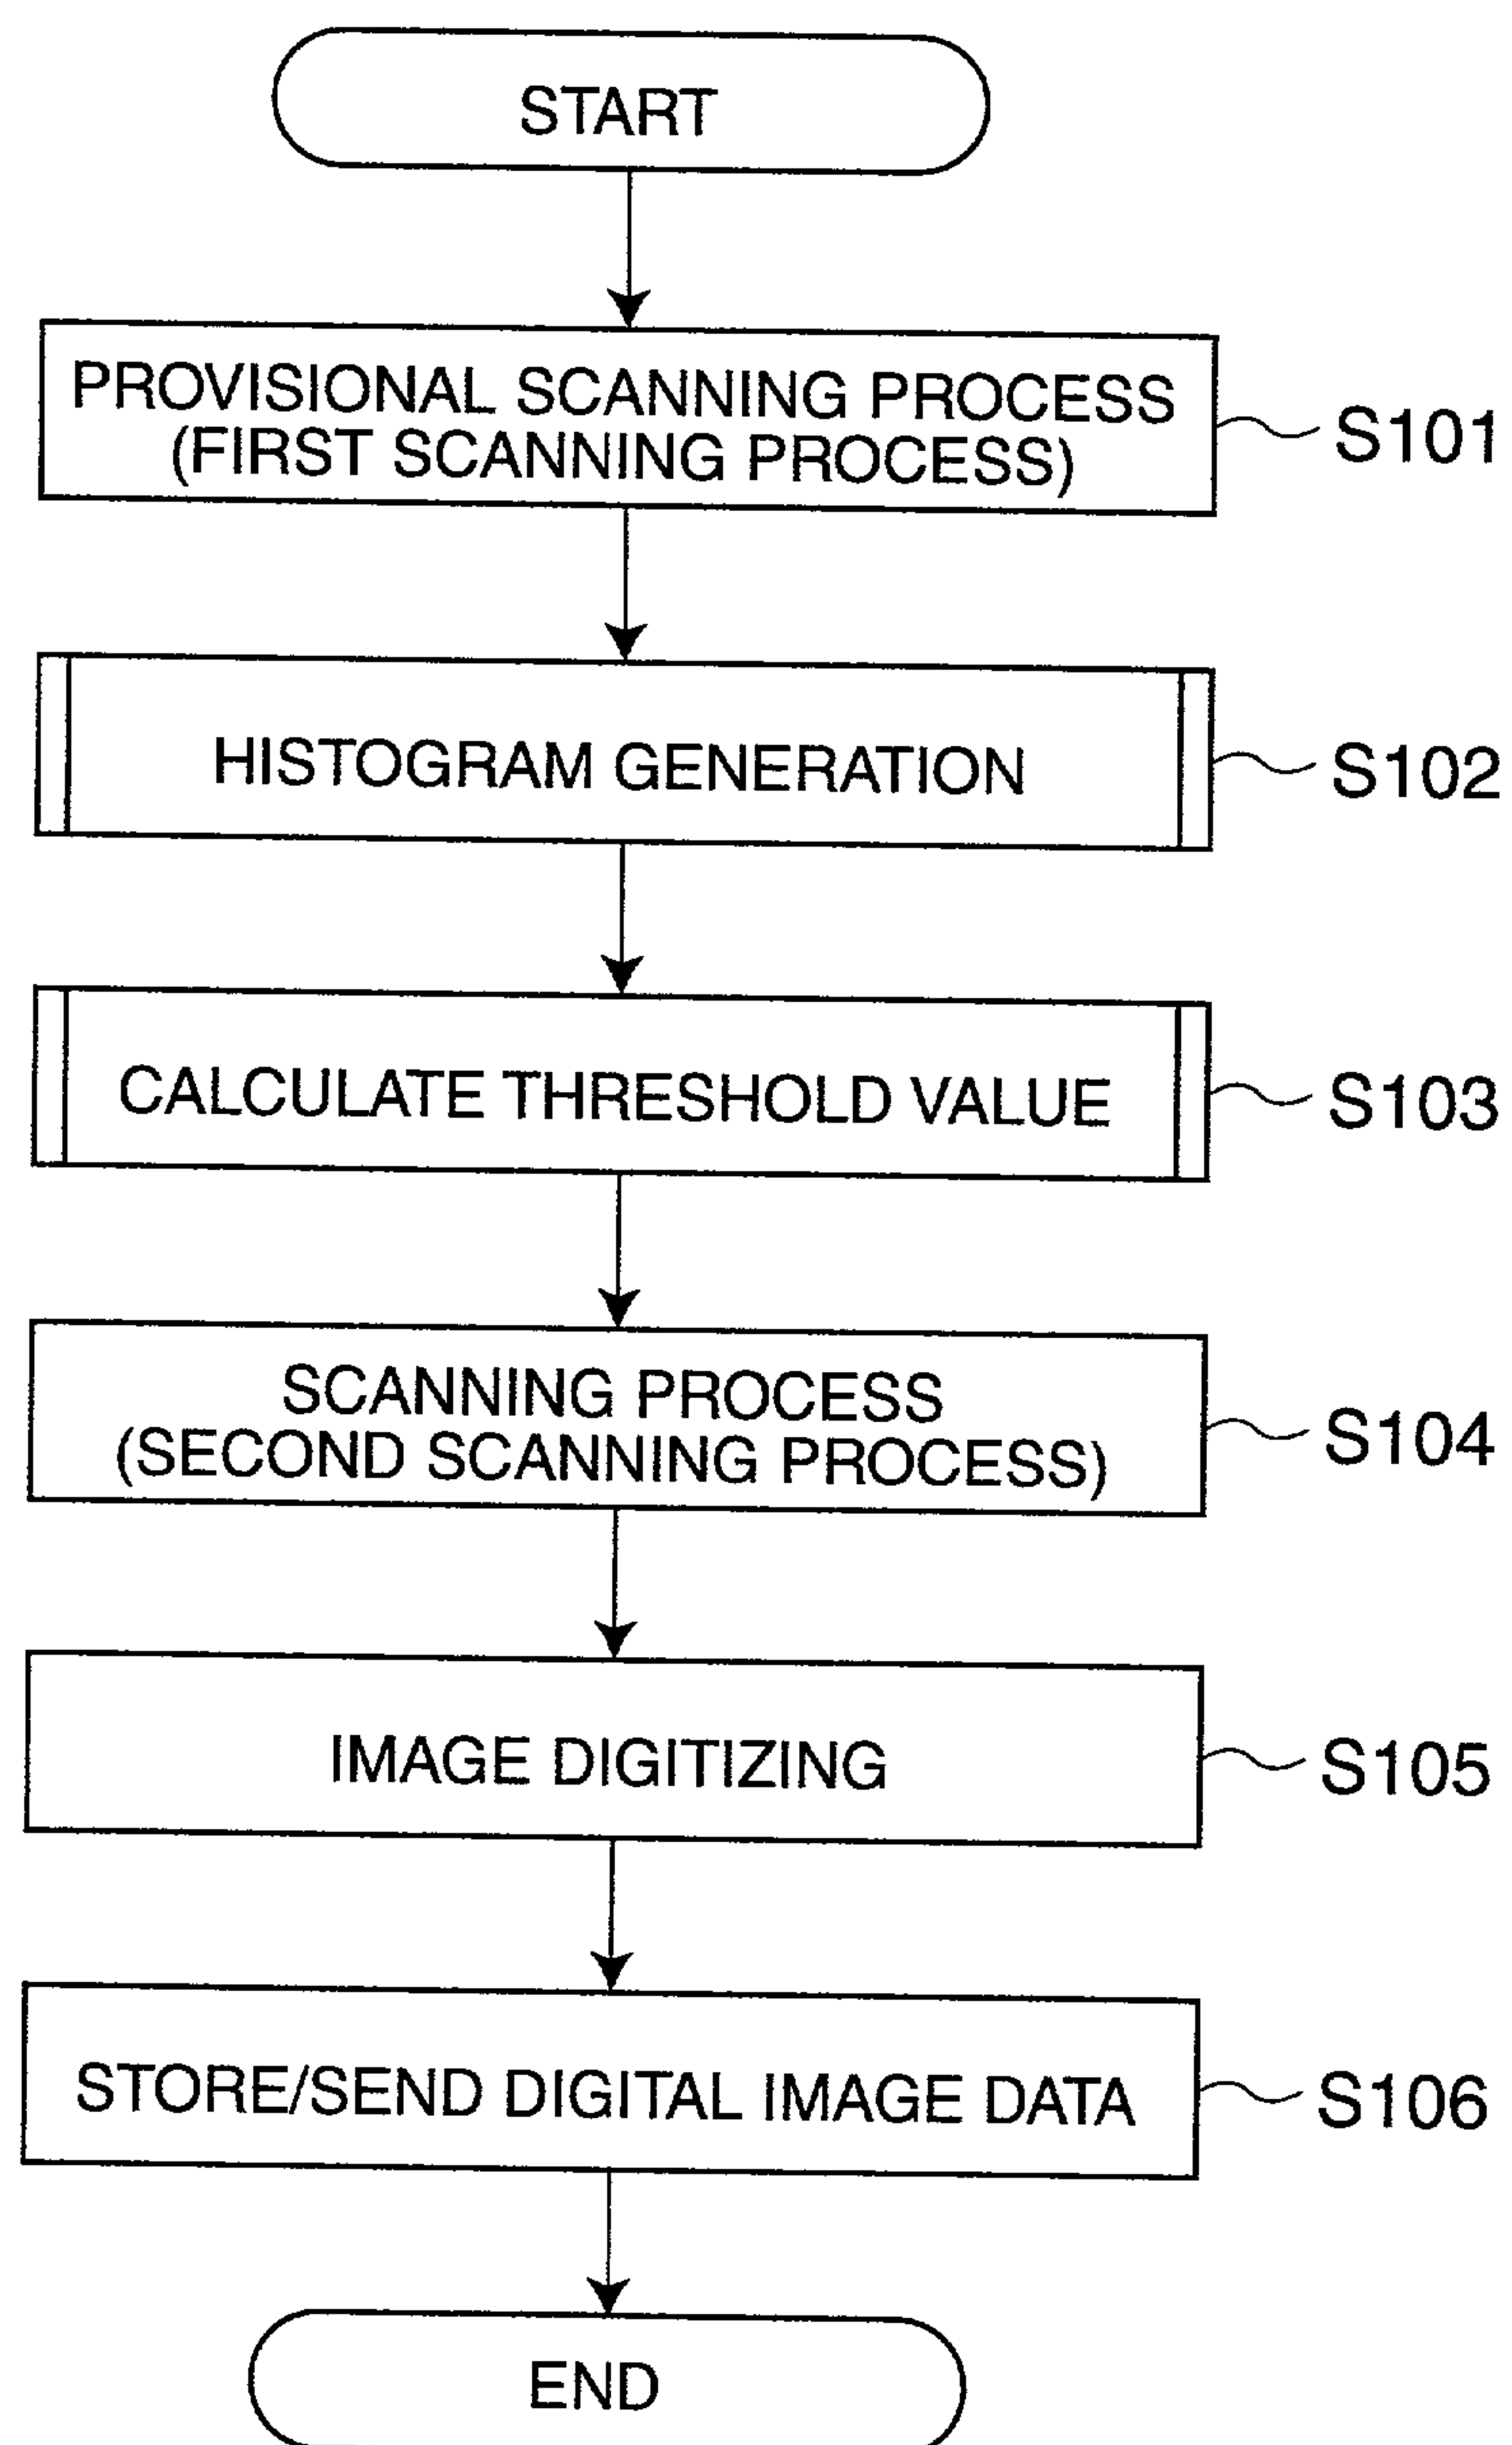 START
PROVISIONAL SCANNING PROCESS
(FIRST SCANNING PROCESS)
S101
HISTOGRAM GENERATION
S102
CALCULATE THRESHOLD VALUE
S103
SCANNING PROCESS
(SECOND SCANNING PROCESS)
S104
IMAGE DIGITIZING
S105
STORE/SEND DIGITAL IMAGE DATA
S106
END